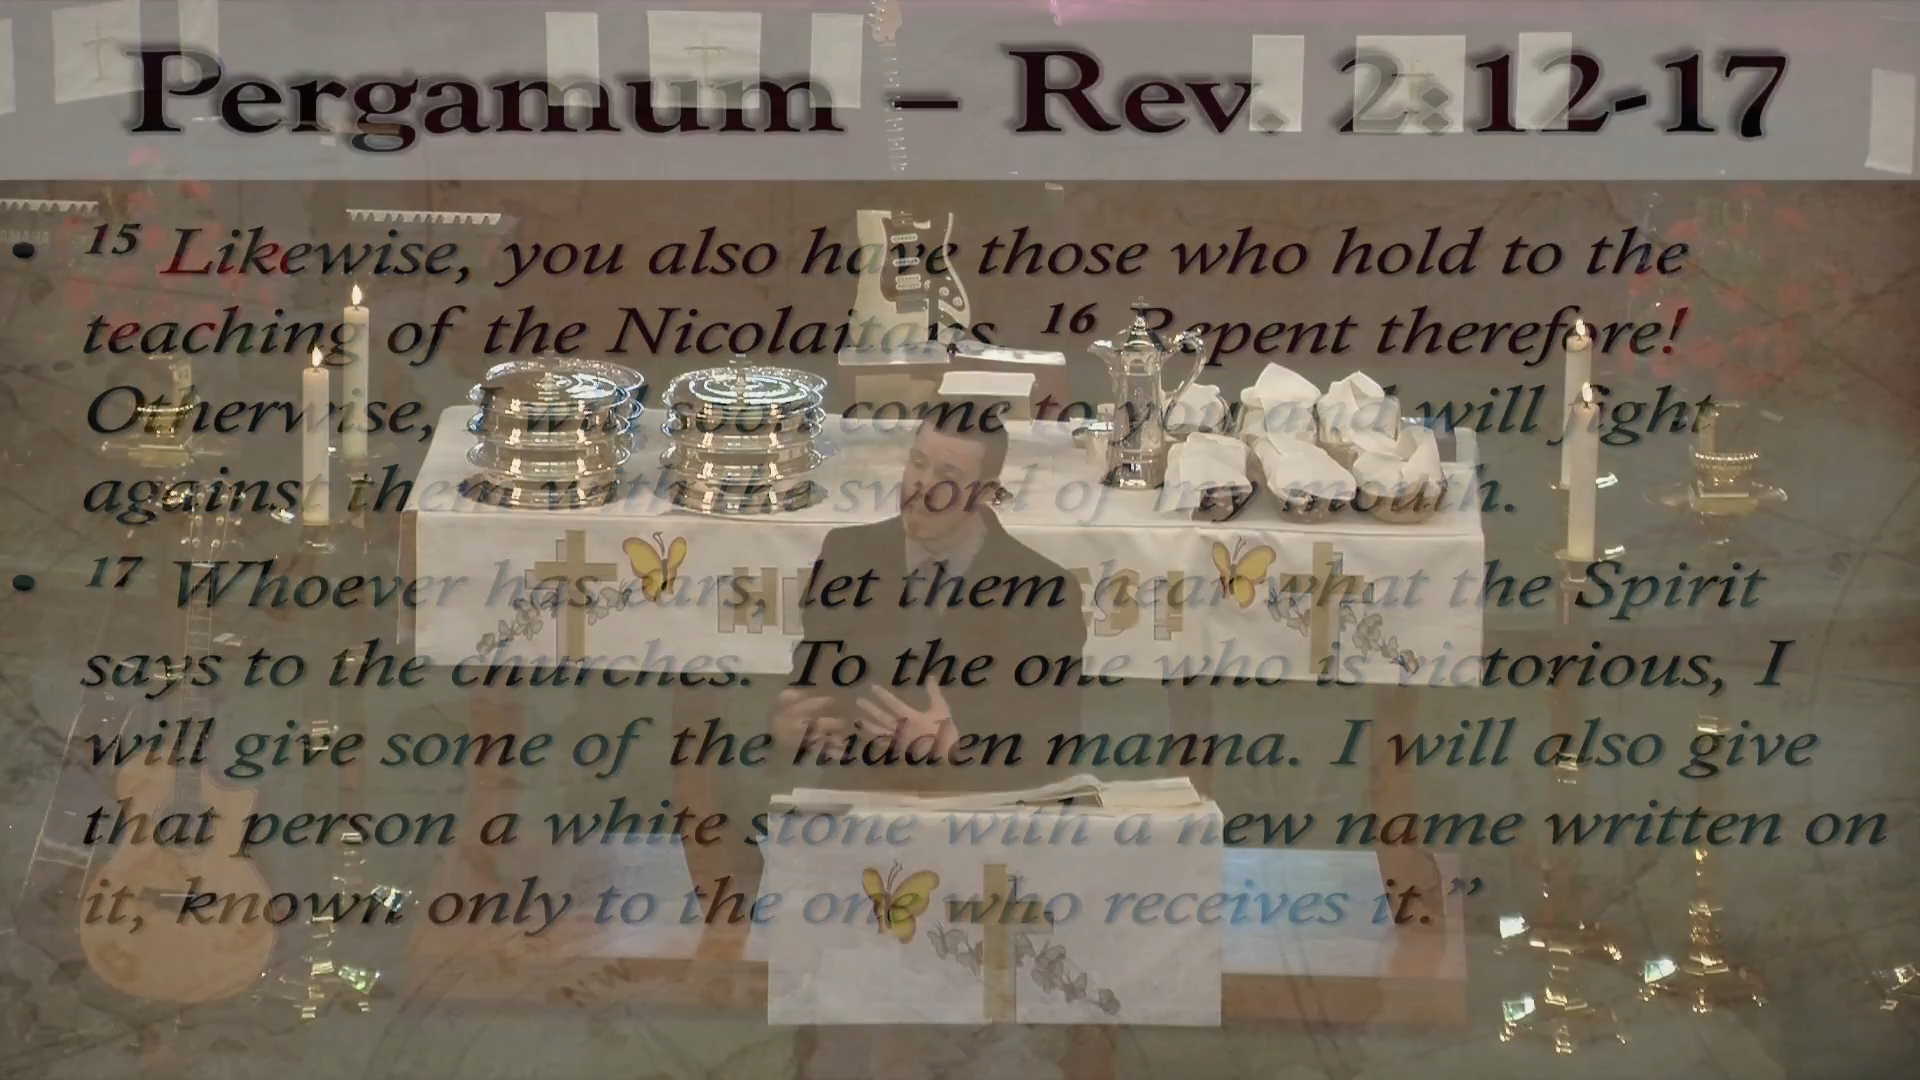 Pergamum – Rev. 2:12-17
• 15 Likewise, you also have those who hold to the
teaching of the Nicolaitans. 16 Repent therefore!
Otherwise, I will soon come to you and will fight
against them with the sword of my mouth.
• 17 Whoever has ears, let them hear what the Spirit
says to the churches. To the one who is victorious, I
will give some of the hidden manna. I will also give
that person a white stone with a new name written on
it, known only to the one who receives it.”